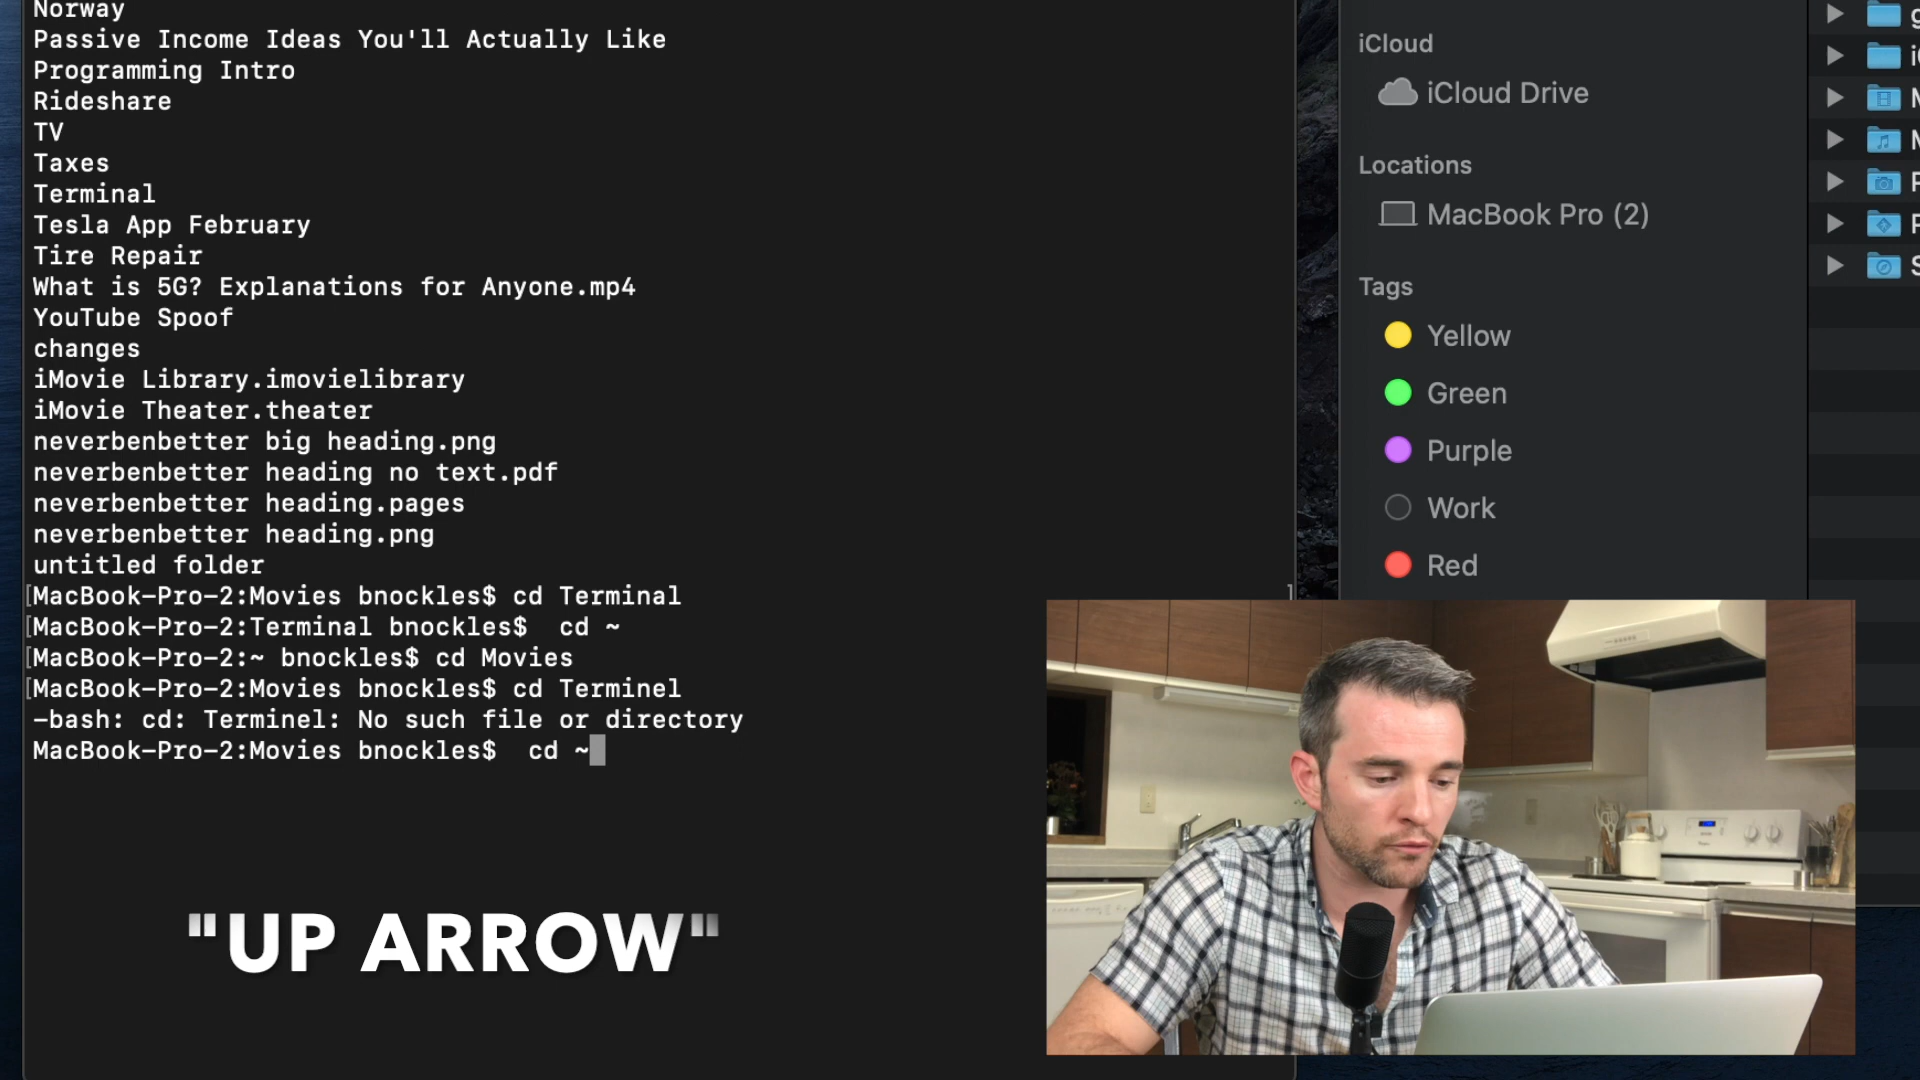 Norway
Passive Income Ideas You'll Actually Like
Programming Intro
Rideshare
TV
Taxes
Terminal
Tesla App February
Tire Repair
What is 5G? Explanations for Anyone.mp4
YouTube Spoof
changes
iMovie Library.imovielibrary
iMovie Theater.theater
neverbenbetter big heading.png
neverbenbetter heading no text.pdf
neverbenbetter heading.pages
neverbenbetter heading.png
untitled folder
[MacBook-Pro-2:Movies bnockles$ cd Terminal ]
[MacBook-Pro-2:Terminal bnockles$  cd ~
[MacBook-Pro-2:~ bnockles$ cd Movies
[MacBook-Pro-2:Movies bnockles$ cd Terminel
-bash: cd: Terminel: No such file or directory
MacBook-Pro-2:Movies bnockles$  cd ~
"UP ARROW"
iCloud
iCloud Drive
Locations
MacBook Pro (2)
Tags
Yellow
Green
Purple
Work
Red